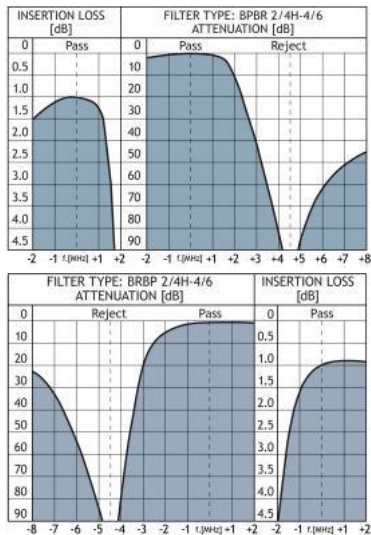 INSERTION LOSS
[dB]
0 Pass
0.5
1.0
1.5
2.0
2.5
3.0
3.5
4.0
4.5
-2 -1 f.[MHz] +1 +2
FILTER TYPE: BPBR 2/4H-4/6
ATTENUATION [dB]
0 Pass Reject
10
20
30
40
50
60
70
80
90
-2 -1 f.[MHz] +1 +2 +3 +4 +5 +6 +7 +8
FILTER TYPE: BRBP 2/4H-4/6
ATTENUATION [dB]
0 Reject Pass
10
20
30
40
50
60
70
80
90
-8 -7 -6 -5 -4 -3 -2 -1 f.[MHz] +1 +2
INSERTION LOSS
[dB]
0 Pass
0.5
1.0
1.5
2.0
2.5
3.0
3.5
4.0
4.5
-2 -1 f.[MHz] +1 +2